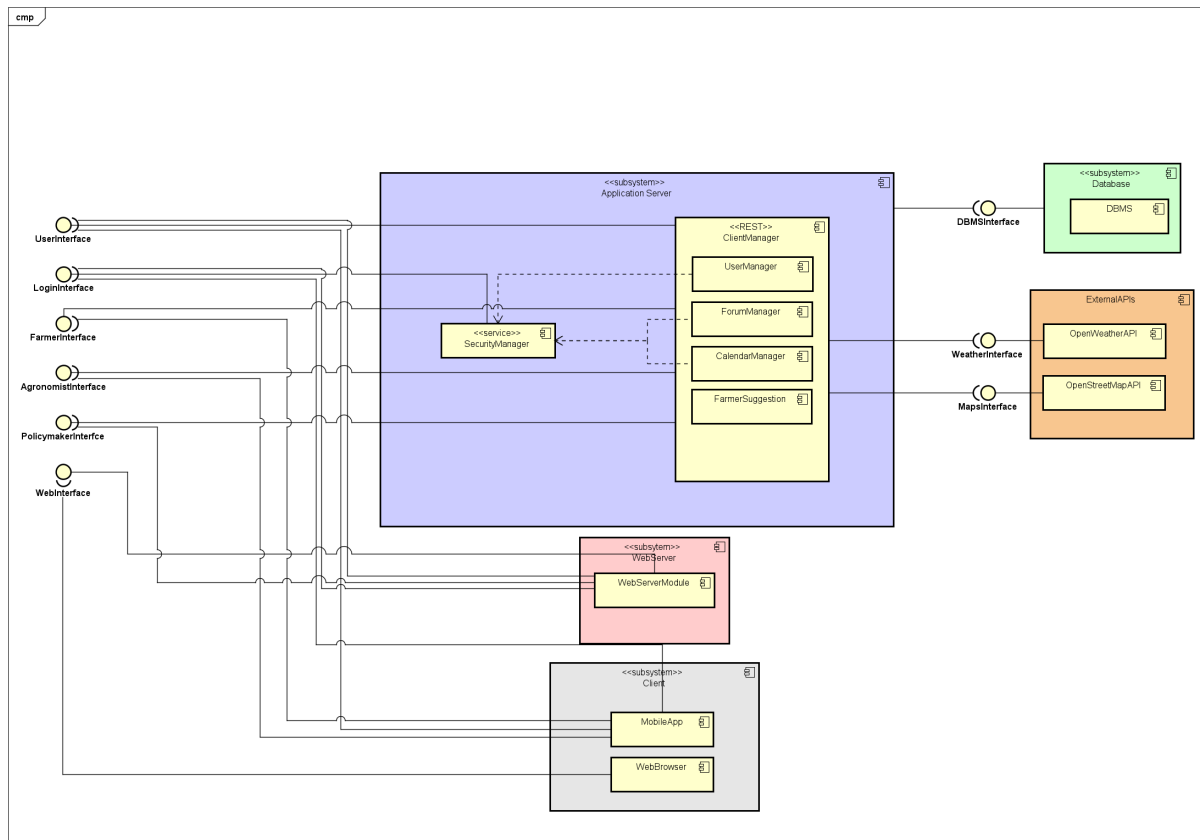 cmp
<<subsystem>>
Application Server
<<subsystem>>
Database
DBMS
UserInterface
DBMSInterface
<<REST>>
ClientManager
UserManager
LoginInterface
ExternalAPIs
ForumManager
FarmerInterface
<<service>>
SecurityManager
OpenWeatherAPI
WeatherInterface
CalendarManager
AgronomistInterface
FarmerSuggestion
OpenStreetMapAPI
MapsInterface
PolicymakerInterfce
WebInterface
<<subsytem>>
WebServer
WebServerModule
<<subsystem>>
Client
MobileApp
WebBrowser